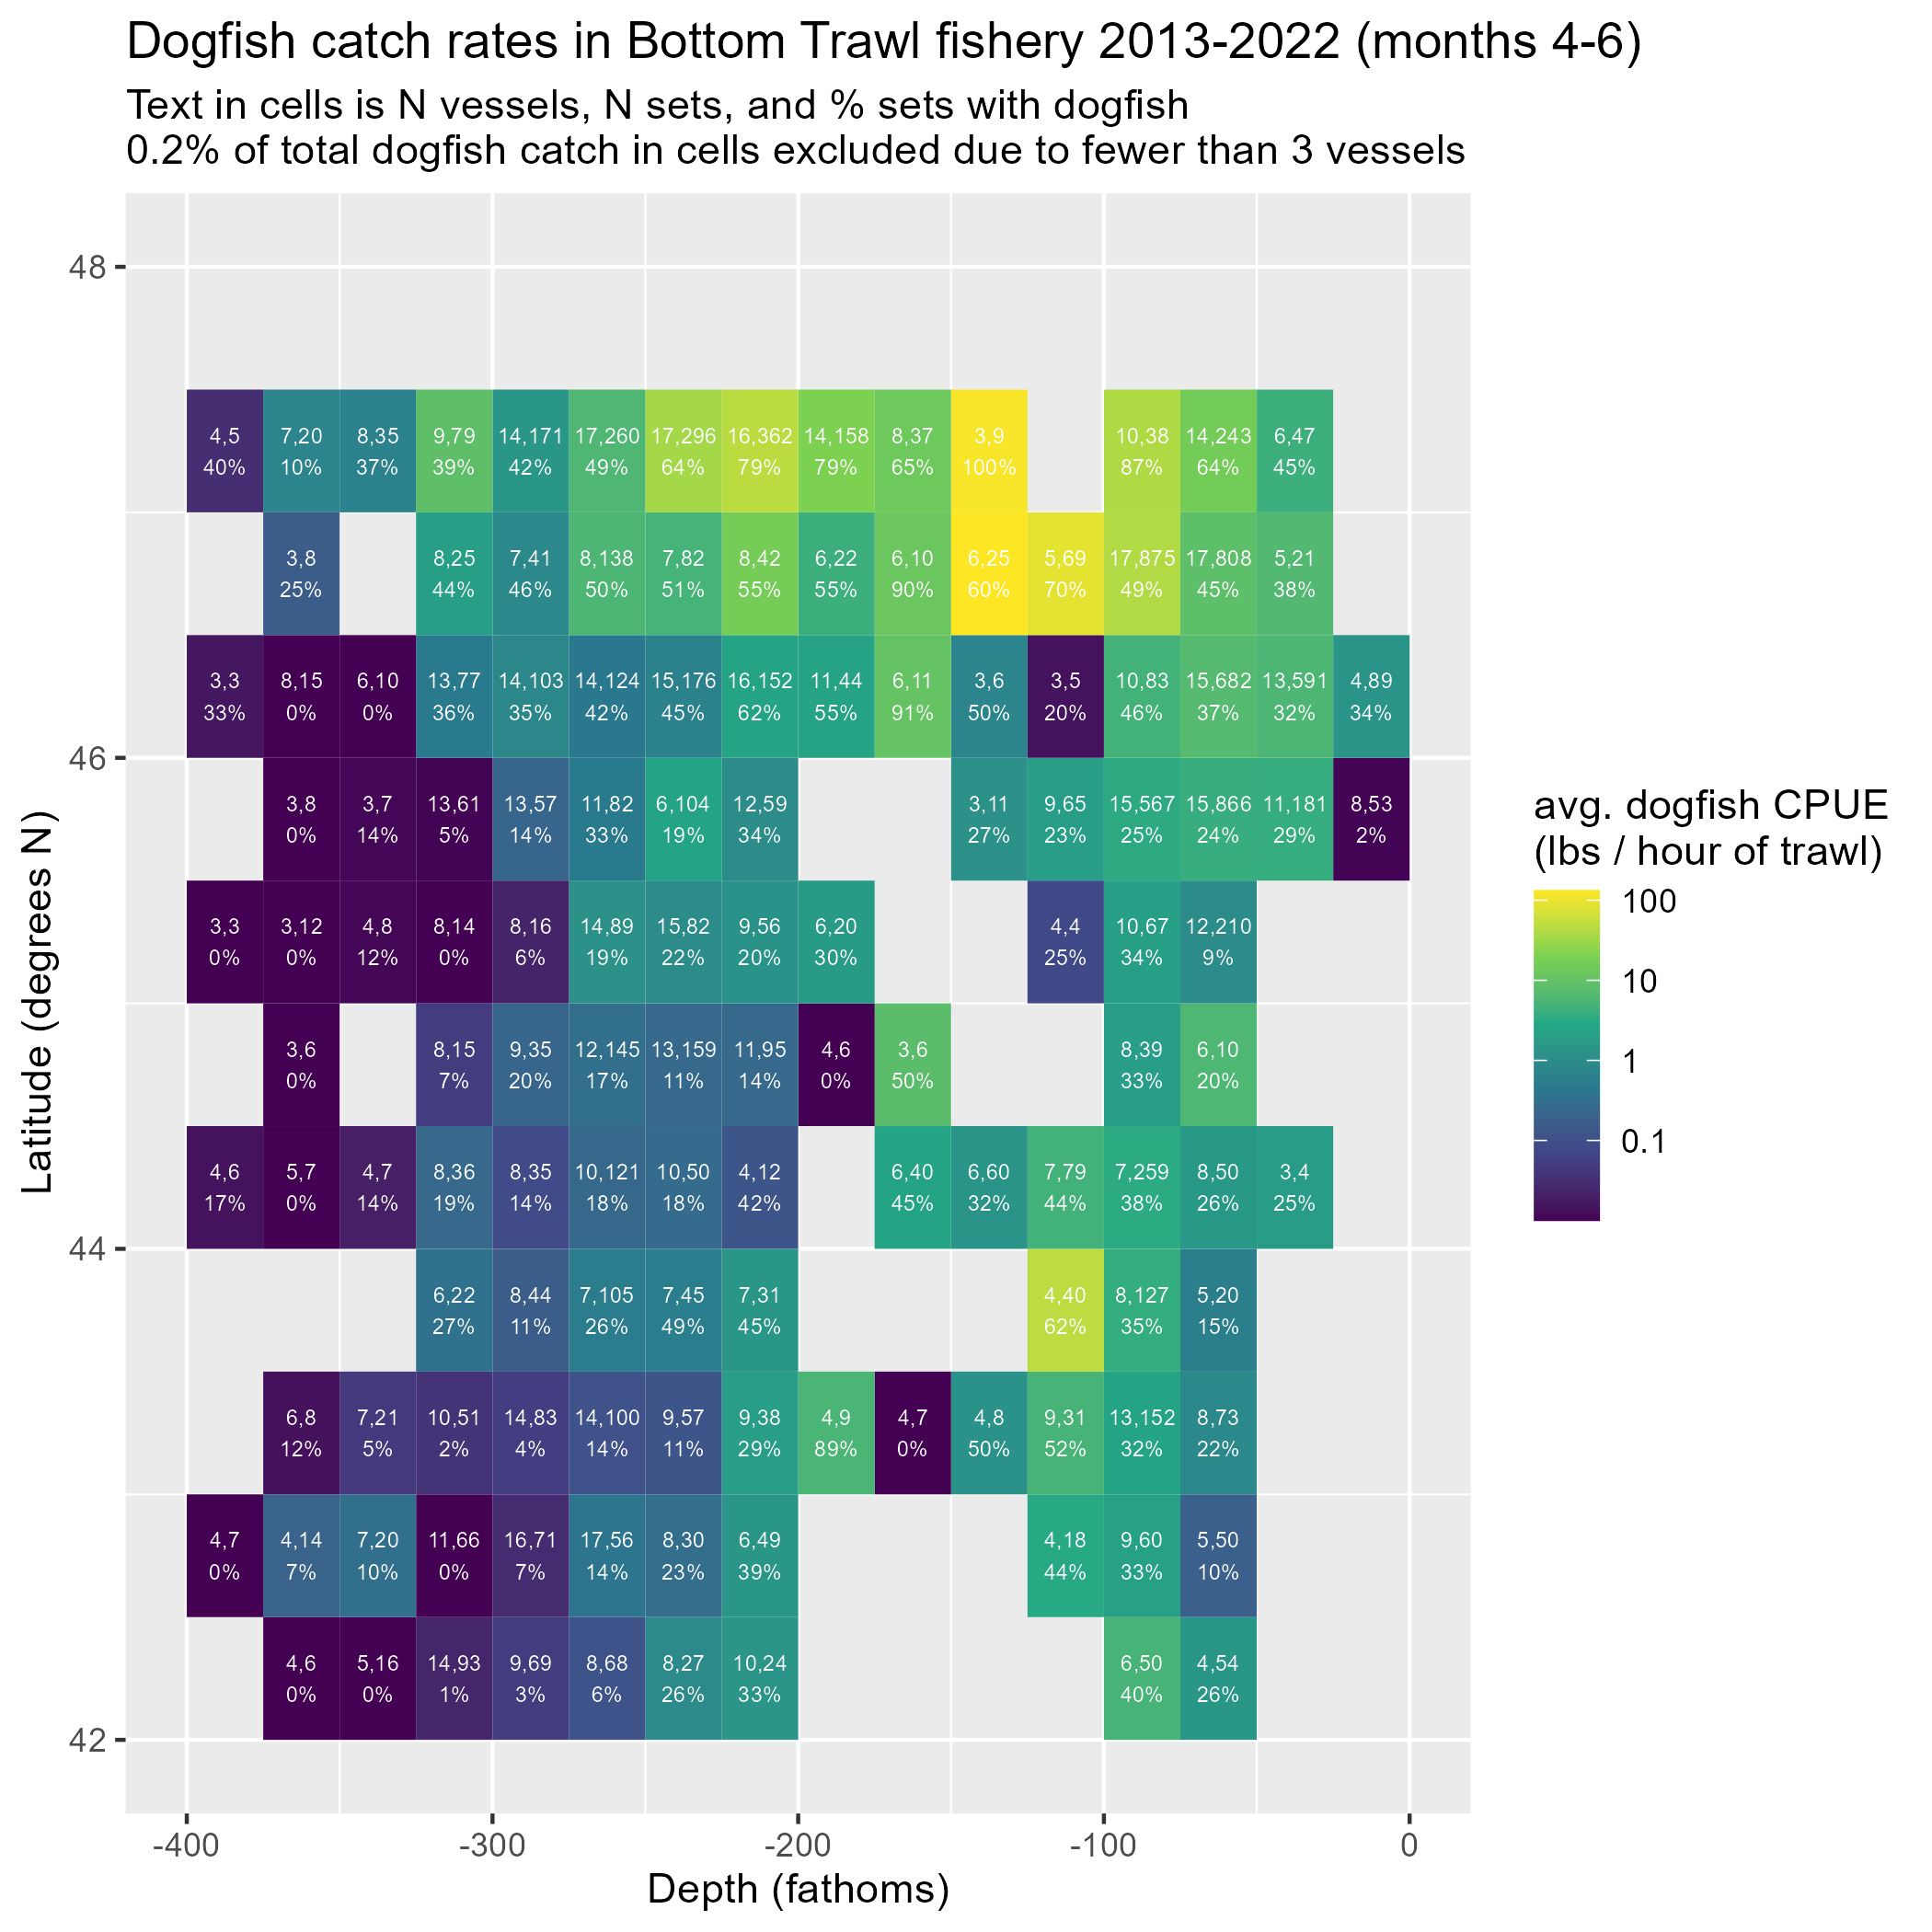 Dogfish catch rates in Bottom Trawl fishery 2013-2022 (months 4-6)
Text in cells is N vessels, N sets, and % sets with dogfish
0.2% of total dogfish catch in cells excluded due to fewer than 3 vessels
48
4,5 7,20 8,35 9,79 14,171 17,260 17,296 16,362 14,158 8,37 3,9 10,38 14,243 6,47
40% 10% 37% 39% 42% 49% 64% 79% 79% 65% 100% 87% 64% 45%
3,8 8,25 7,41 8,138 7,82 8,42 6,22 6,10 6,25 5,69 17,875 17,808 5,21
25% 44% 46% 50% 51% 55% 55% 90% 60% 70% 49% 45% 38%
3,3 8,15 6,10 13,77 14,103 14,124 15,176 16,152 11,44 6,11 3,6 3,5 10,83 15,682 13,591 4,89
33% 0% 0% 36% 35% 42% 45% 62% 55% 91% 50% 20% 46% 37% 32% 34%
46
3,8 3,7 13,61 13,57 11,82 6,104 12,59 3,11 9,65 15,567 15,866 11,181 8,53
0% 14% 5% 14% 33% 19% 34% 27% 23% 25% 24% 29% 2%
3,3 3,12 4,8 8,14 8,16 14,89 15,82 9,56 6,20 4,4 10,67 12,210
0% 0% 12% 0% 6% 19% 22% 20% 30% 25% 34% 9%
3,6 8,15 9,35 12,145 13,159 11,95 4,6 3,6 8,39 6,10
0% 7% 20% 17% 11% 14% 0% 50% 33% 20%
4,6 5,7 4,7 8,36 8,35 10,121 10,50 4,12 6,40 6,60 7,79 7,259 8,50 3,4
17% 0% 14% 19% 14% 18% 18% 42% 45% 32% 44% 38% 26% 25%
44
6,22 8,44 7,105 7,45 7,31 4,40 8,127 5,20
27% 11% 26% 49% 45% 62% 35% 15%
6,8 7,21 10,51 14,83 14,100 9,57 9,38 4,9 4,7 4,8 9,31 13,152 8,73
12% 5% 2% 4% 14% 11% 29% 89% 0% 50% 52% 32% 22%
4,7 4,14 7,20 11,66 16,71 17,56 8,30 6,49 4,18 9,60 5,50
0% 7% 10% 0% 7% 14% 23% 39% 44% 33% 10%
4,6 5,16 14,93 9,69 8,68 8,27 10,24 6,50 4,54
0% 0% 1% 3% 6% 26% 33% 40% 26%
42
-400 -300 -200 -100 0
Depth (fathoms)
Latitude (degrees N)
avg. dogfish CPUE
(lbs / hour of trawl)
100
10
1
0.1